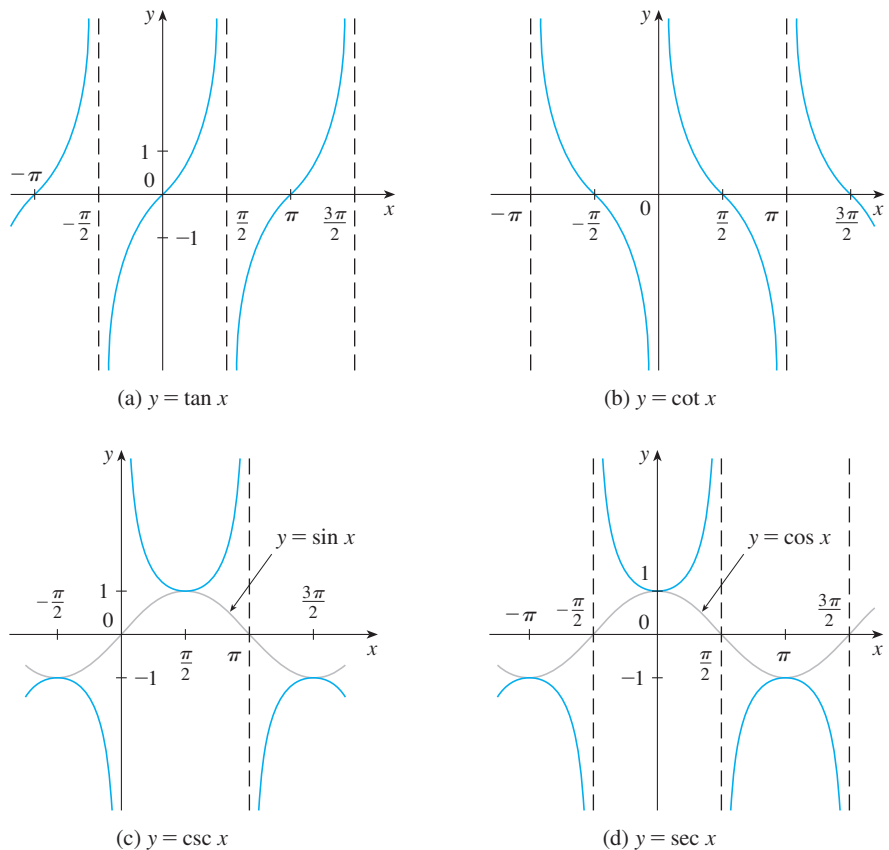 y
1
−π
0
x
−π/2
−1
π/2
π
3π/2
(a) y = tan x
y
0
x
−π
−π/2
π/2
π
3π/2
(b) y = cot x
y
y = sin x
−π/2
1
3π/2
0
x
π/2
π
−1
(c) y = csc x
y
y = cos x
1
−π
−π/2
0
3π/2
x
−1
π/2
π
(d) y = sec x